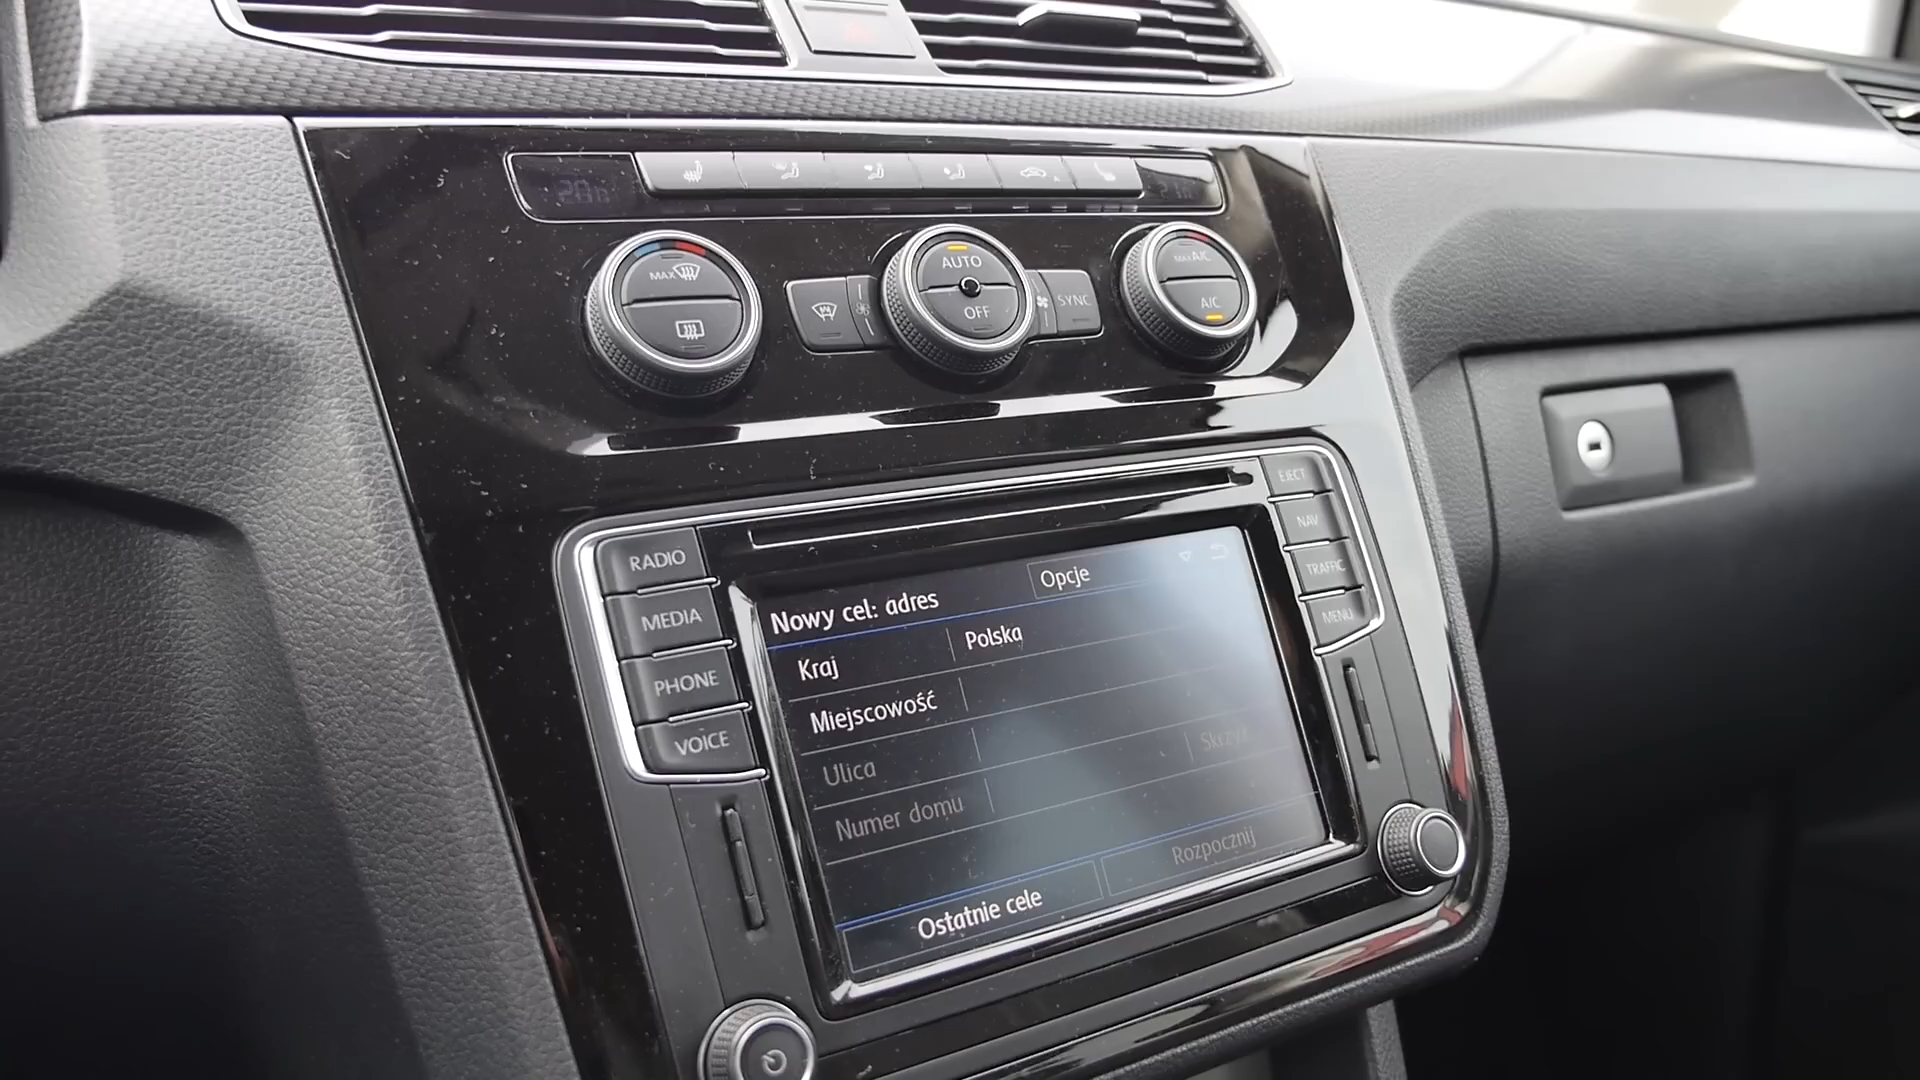 MAX
AUTO
OFF
SYNC
MAX A/C
A/C
EJECT
NAV
TRAFFIC
MENU
RADIO
MEDIA
PHONE
VOICE
Nowy cel: adres
Opcje
Kraj
Polska
Miejscowość
Ulica
Numer domu
Ostatnie cele
Rozpocznij